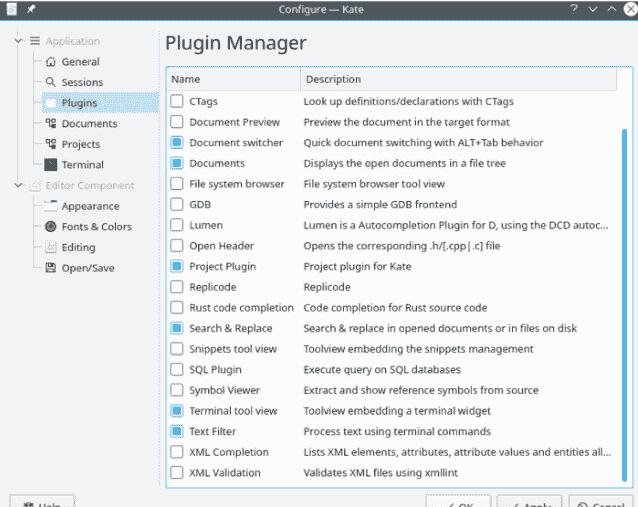 Configure — Kate
Application
General
Sessions
Plugins
Documents
Projects
Terminal
Editor Component
Appearance
Fonts & Colors
Editing
Open/Save
Plugin Manager
Name Description
CTags Look up definitions/declarations with CTags
Document Preview Preview the document in the target format
Document switcher Quick document switching with ALT+Tab behavior
Documents Displays the open documents in a file tree
File system browser File system browser tool view
GDB Provides a simple GDB frontend
Lumen Lumen is a Autocompletion Plugin for D, using the DCD autoc...
Open Header Opens the corresponding .h/[.cpp|.c] file
Project Plugin Project plugin for Kate
Replicode Replicode
Rust code completion Code completion for Rust source code
Search & Replace Search & replace in opened documents or in files on disk
Snippets tool view Toolview embedding the snippets management
SQL Plugin Execute query on SQL databases
Symbol Viewer Extract and show reference symbols from source
Terminal tool view Toolview embedding a terminal widget
Text Filter Process text using terminal commands
XML Completion Lists XML elements, attributes, attribute values and entities all...
XML Validation Validates XML files using xmllint
Help OK Apply Cancel